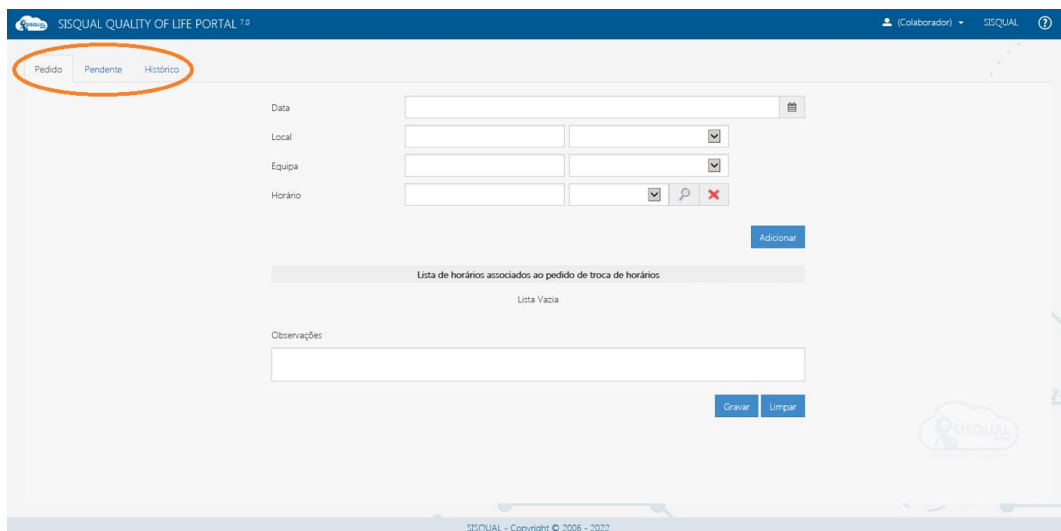 SISQUAL QUALITY OF LIFE PORTAL 7.0
(Colaborador) SISQUAL
Pedido Pendente Histórico
Data
Local
Equipa
Horário
Adicionar
Lista de horários associados ao pedido de troca de horários
Lista Vazia
Observações
Gravar Limpar
SISQUAL
SISQUAL - Copyright © 2006 - 2022